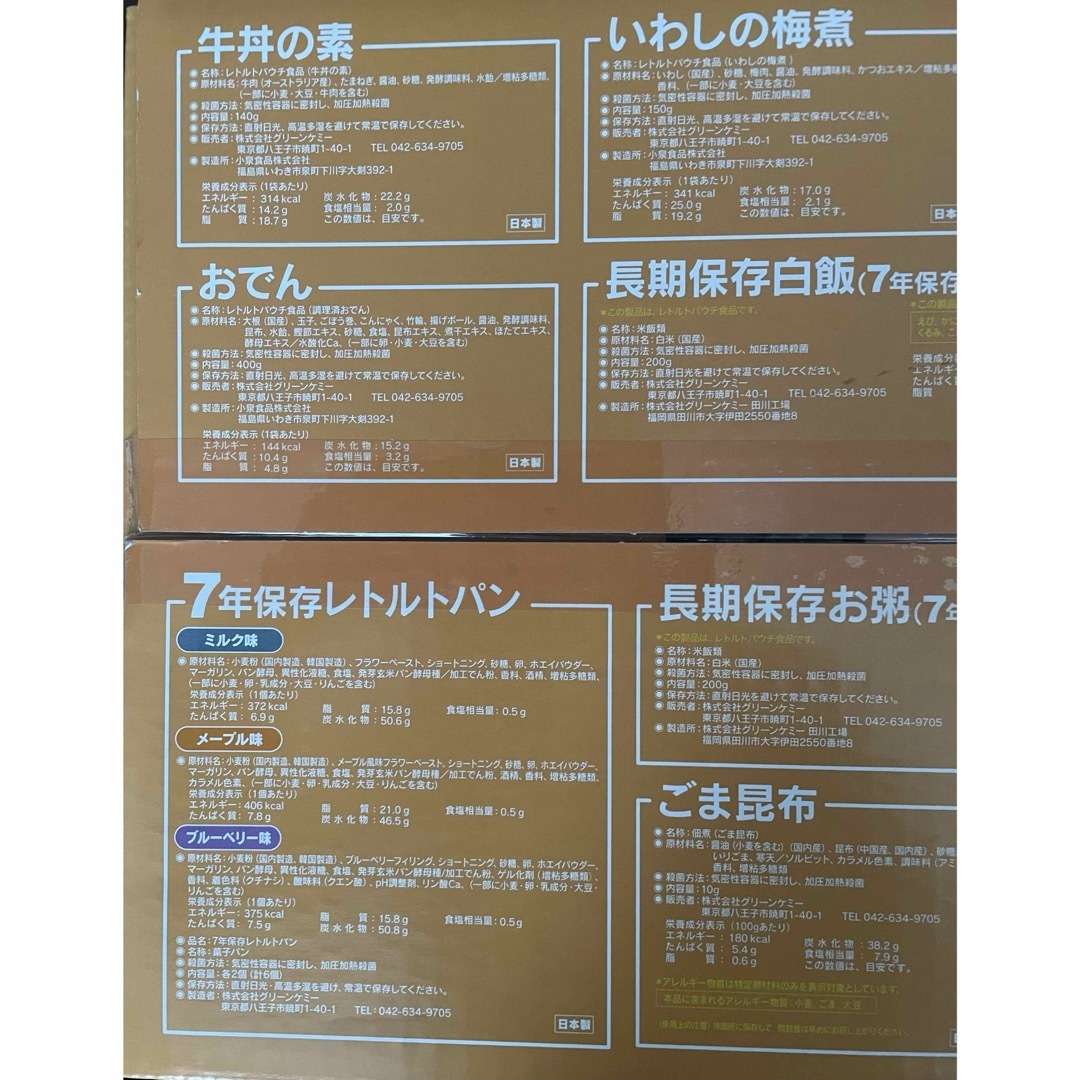 牛丼の素
● 名称：レトルトパウチ食品（牛丼の素）
● 原材料名：牛肉（オーストラリア産）、たまねぎ、醤油、砂糖、発酵調味料、水飴／増粘多糖類、
（一部に小麦・大豆・牛肉を含む）
● 殺菌方法：気密性容器に密封し、加圧加熱殺菌
● 内容量：140g
● 保存方法：直射日光、高温多湿を避けて常温で保存してください。
● 販売者：株式会社グリーンケミー
東京都八王子市暁町1-40-1　TEL 042-634-9705
● 製造所：小泉食品株式会社
福島県いわき市泉町下川字大剣392-1
栄養成分表示（1袋あたり）
エネルギー：314kcal　炭水化物：22.2g
たんぱく質：14.2g　食塩相当量：2.0g
脂質：18.7g　この数値は、目安です。
日本製
いわしの梅煮
● 名称：レトルトパウチ食品（いわしの梅煮）
● 原材料名：いわし（国産）、砂糖、梅肉、醤油、発酵調味料、かつおエキス／増粘多糖
香料、（一部に小麦・大豆を含む）
● 殺菌方法：気密性容器に密封し、加圧加熱殺菌
● 内容量：150g
● 保存方法：直射日光、高温多湿を避けて常温で保存してください。
● 販売者：株式会社グリーンケミー
東京都八王子市暁町1-40-1　TEL 042-634-9705
● 製造所：小泉食品株式会社
福島県いわき市泉町下川字大剣392-1
栄養成分表示（1袋あたり）
エネルギー：341kcal　炭水化物：17.0g
たんぱく質：25.0g　食塩相当量：2.1g
脂質：19.2g　この数値は、目安です。
日本
おでん
● 名称：レトルトパウチ食品（調理済おでん）
● 原材料名：大根（国産）、玉子、ごぼう巻、こんにゃく、竹輪、揚げボール、醤油、発酵調味料、
昆布、水飴、鰹節エキス、砂糖、食塩、昆布エキス、煮干エキス、ほたてエキス、
酵母エキス／水酸化Ca、（一部に卵・小麦・大豆を含む）
● 殺菌方法：気密性容器に密封し、加圧加熱殺菌
● 内容量：400g
● 保存方法：直射日光、高温多湿を避けて常温で保存してください。
● 販売者：株式会社グリーンケミー
東京都八王子市暁町1-40-1　TEL 042-634-9705
● 製造所：小泉食品株式会社
福島県いわき市泉町下川字大剣392-1
栄養成分表示（1袋あたり）
エネルギー：144kcal　炭水化物：15.2g
たんぱく質：10.4g　食塩相当量：3.2g
脂質：4.8g　この数値は、目安です。
日本製
長期保存白飯（7年保存
＊この製品は、レトルトパウチ食品です。
● 名称：米飯類
● 原材料名：白米（国産）
● 殺菌方法：気密性容器に密封し、加圧加熱殺菌
● 内容量：200g
● 保存方法：直射日光を避けて常温で保存してください。
● 販売者：株式会社グリーンケミー
東京都八王子市暁町1-40-1　TEL 042-634-9705
● 製造所：株式会社グリーンケミー 田川工場
福岡県田川市大字伊田2550番地8
＊この製品
えび、かに
くるみ、こ
栄養成分
エネルギ
たんぱく
脂質
7年保存レトルトパン
ミルク味
● 原材料名：小麦粉（国内製造、韓国製造）、フラワーペースト、ショートニング、砂糖、卵、ホエイパウダー、
マーガリン、パン酵母、異性化液糖、食塩、発芽玄米パン酵母種／加工でん粉、香料、酒精、増粘多糖類、
（一部に小麦・卵・乳成分・大豆・りんごを含む）
栄養成分表示（1個あたり）
エネルギー：372kcal　脂質：15.8g　食塩相当量：0.5g
たんぱく質：6.9g　炭水化物：50.6g
メープル味
● 原材料名：小麦粉（国内製造、韓国製造）、メープル風味フラワーペースト、ショートニング、砂糖、卵、ホエイパウダー、
マーガリン、パン酵母、異性化液糖、食塩、発芽玄米パン酵母種／加工でん粉、酒精、香料、増粘多糖類、
カラメル色素、（一部に小麦・卵・乳成分・大豆・りんごを含む）
栄養成分表示（1個あたり）
エネルギー：406kcal　脂質：21.0g　食塩相当量：0.5g
たんぱく質：7.8g　炭水化物：46.5g
ブルーベリー味
● 原材料名：小麦粉（国内製造、韓国製造）、ブルーベリーフィリング、ショートニング、砂糖、卵、ホエイパウダー、
マーガリン、パン酵母、異性化液糖、食塩、発芽玄米パン酵母種／加工でん粉、ゲル化剤（増粘多糖類）、
香料、着色料（クチナシ）、酸味料（クエン酸）、pH調整剤、リン酸Ca、（一部に小麦・卵・乳成分・大豆・
りんごを含む）
栄養成分表示（1個あたり）
エネルギー：375kcal　脂質：15.8g　食塩相当量：0.5g
たんぱく質：7.5g　炭水化物：50.8g
● 品名：7年保存レトルトパン
● 名称：菓子パン
● 殺菌方法：気密性容器に密封し、加圧加熱殺菌
● 内容量：各2個（計6個）
● 保存方法：直射日光・高温多湿を避け、常温で保存してください。
● 製造者：株式会社グリーンケミー
東京都八王子市暁町1-40-1　TEL：042-634-9705
日本製
長期保存お粥（7年
＊この製品は、レトルトパウチ食品です。
● 名称：米飯類
● 原材料名：白米（国産）
● 殺菌方法：気密性容器に密封し、加圧加熱殺菌
● 内容量：200g
● 保存方法：直射日光を避けて常温で保存してください。
● 販売者：株式会社グリーンケミー
東京都八王子市暁町1-40-1　TEL 042-634-9705
● 製造所：株式会社グリーンケミー 田川工場
福岡県田川市大字伊田2550番地8
ごま昆布
● 名称：佃煮（ごま昆布）
● 原材料名：醤油（小麦を含む）（国内産）、昆布（中国産、国内産）、砂糖
いりごま、寒天／ソルビット、カラメル色素、調味料（アミ
香料、増粘多糖類
● 殺菌方法：気密性容器に密封し、加圧加熱殺菌
● 内容量：10g
● 販売者：株式会社グリーンケミー
東京都八王子市暁町1-40-1　TEL 042-634-9705
栄養成分表示（100gあたり）
エネルギー：180kcal　炭水化物：38.2g
たんぱく質：5.4g　食塩相当量：7.9g
脂質：0.6g　この数値は、目安です。
＊アレルギー物質は特定原材料のみを表示対象としています。
本品に含まれるアレルギー物質：小麦、ごま、大豆